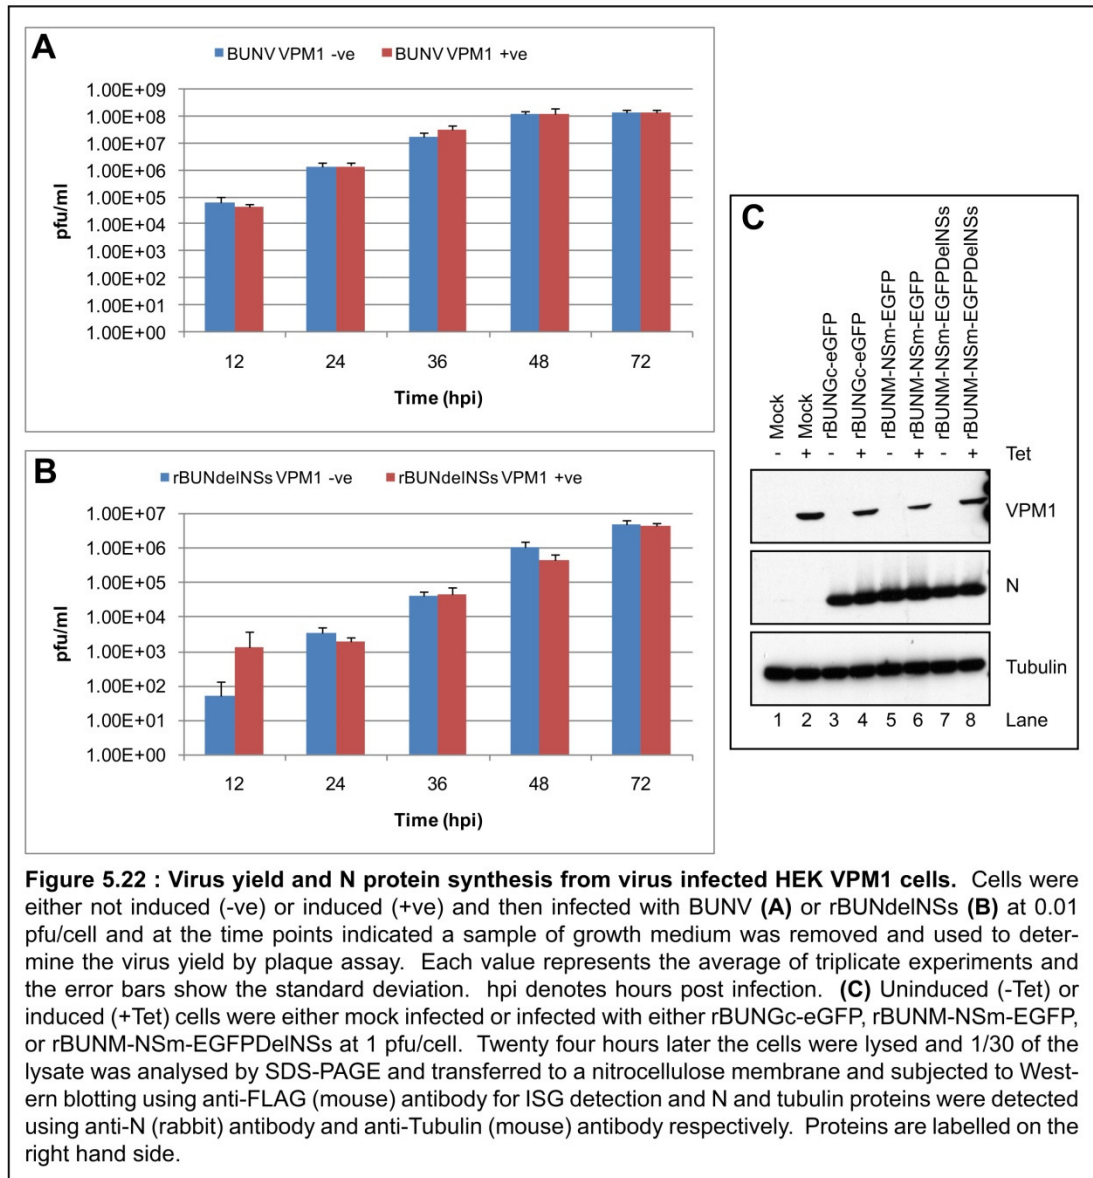 A
BUNV VPM1 -ve BUNV VPM1 +ve
1.00E+09
1.00E+08
1.00E+07
1.00E+06
1.00E+05
1.00E+04
1.00E+03
1.00E+02
1.00E+01
1.00E+00
pfu/ml
12 24 36 48 72
Time (hpi)
B
rBUNdelNSs VPM1 -ve rBUNdelNSs VPM1 +ve
1.00E+07
1.00E+06
1.00E+05
1.00E+04
1.00E+03
1.00E+02
1.00E+01
1.00E+00
pfu/ml
12 24 36 48 72
Time (hpi)
C
Mock
Mock
rBUNGc-eGFP
rBUNGc-eGFP
rBUNM-NSm-EGFP
rBUNM-NSm-EGFP
rBUNM-NSm-EGFPDelNSs
rBUNM-NSm-EGFPDelNSs
- + - + - + - + Tet
VPM1
N
Tubulin
1 2 3 4 5 6 7 8 Lane
Figure 5.22 : Virus yield and N protein synthesis from virus infected HEK VPM1 cells. Cells were
either not induced (-ve) or induced (+ve) and then infected with BUNV (A) or rBUNdelNSs (B) at 0.01
pfu/cell and at the time points indicated a sample of growth medium was removed and used to deter-
mine the virus yield by plaque assay. Each value represents the average of triplicate experiments and
the error bars show the standard deviation. hpi denotes hours post infection. (C) Uninduced (-Tet) or
induced (+Tet) cells were either mock infected or infected with either rBUNGc-eGFP, rBUNM-NSm-EGFP,
or rBUNM-NSm-EGFPDelNSs at 1 pfu/cell. Twenty four hours later the cells were lysed and 1/30 of the
lysate was analysed by SDS-PAGE and transferred to a nitrocellulose membrane and subjected to West-
ern blotting using anti-FLAG (mouse) antibody for ISG detection and N and tubulin proteins were detected
using anti-N (rabbit) antibody and anti-Tubulin (mouse) antibody respectively. Proteins are labelled on the
right hand side.